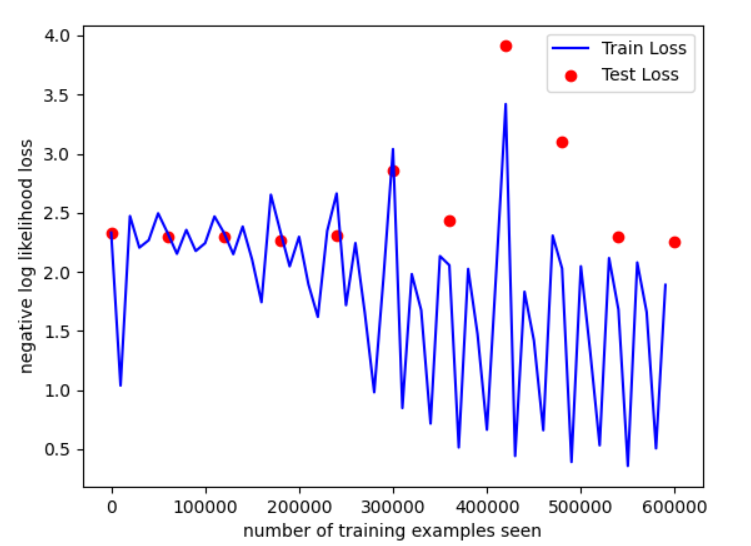 4.0
3.5
3.0
2.5
2.0
1.5
1.0
0.5
negative log likelihood loss
Train Loss
Test Loss
0 100000 200000 300000 400000 500000 600000
number of training examples seen